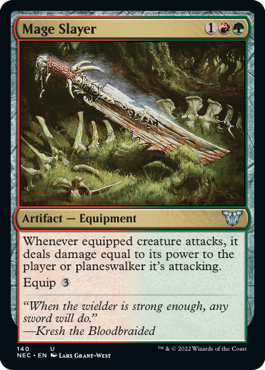 Mage Slayer 1
Artifact — Equipment
Whenever equipped creature attacks, it
deals damage equal to its power to the
player or planeswalker it's attacking.
Equip 3
“When the wielder is strong enough, any
sword will do.”
—Kresh the Bloodbraided
140 U
NEC • EN Lars Grant-West ™ & © 2022 Wizards of the Coast